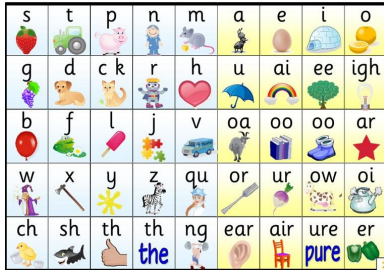 s t p n m a e i o
g d c k r h u ai ee igh
b f l j v oa oo oo ar
w x y z qu or ur ow oi
ch sh th th ng ear air ure er
the pure